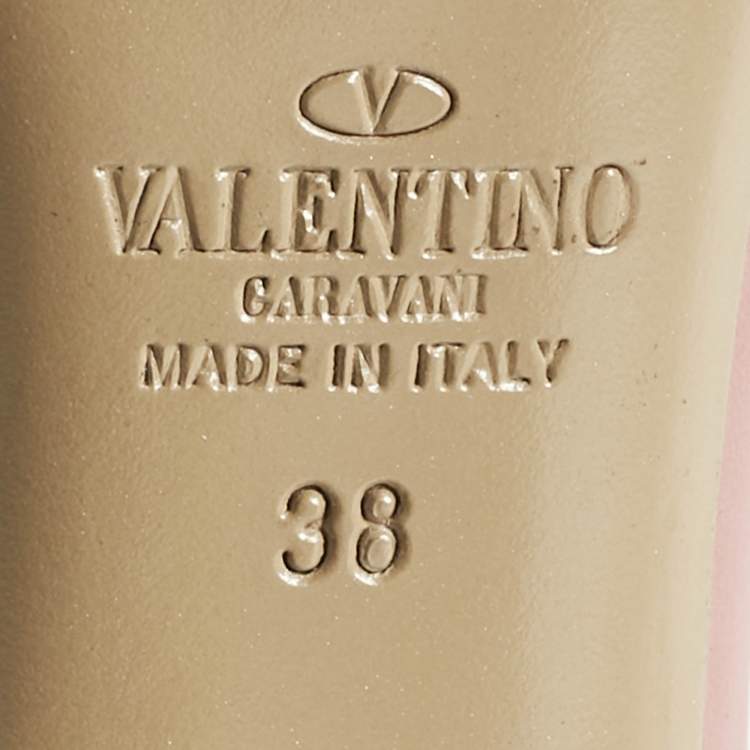 V
VALENTINO
GARAVANI
MADE IN ITALY
38